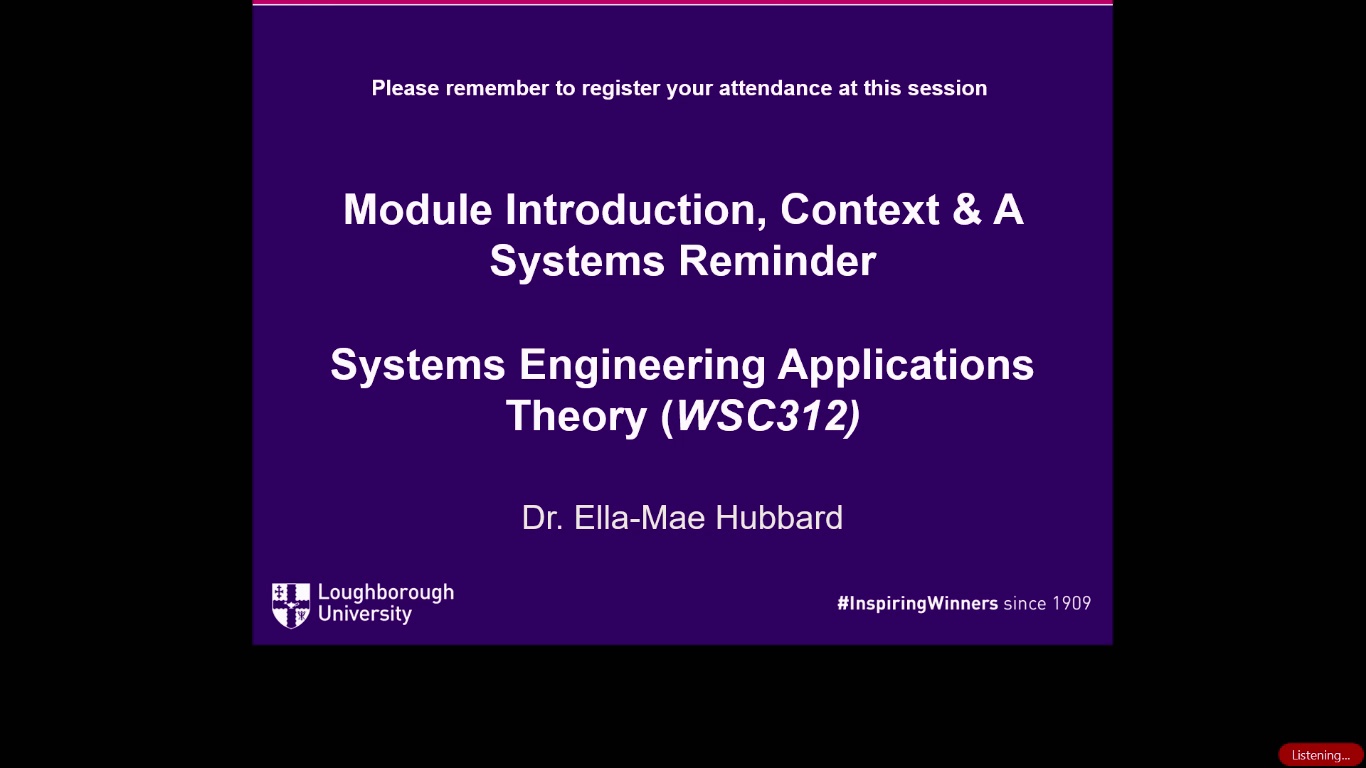 Please remember to register your attendance at this session
Module Introduction, Context & A
Systems Reminder
Systems Engineering Applications
Theory (WSC312)
Dr. Ella-Mae Hubbard
Loughborough
University
#InspiringWinners since 1909
Listening...